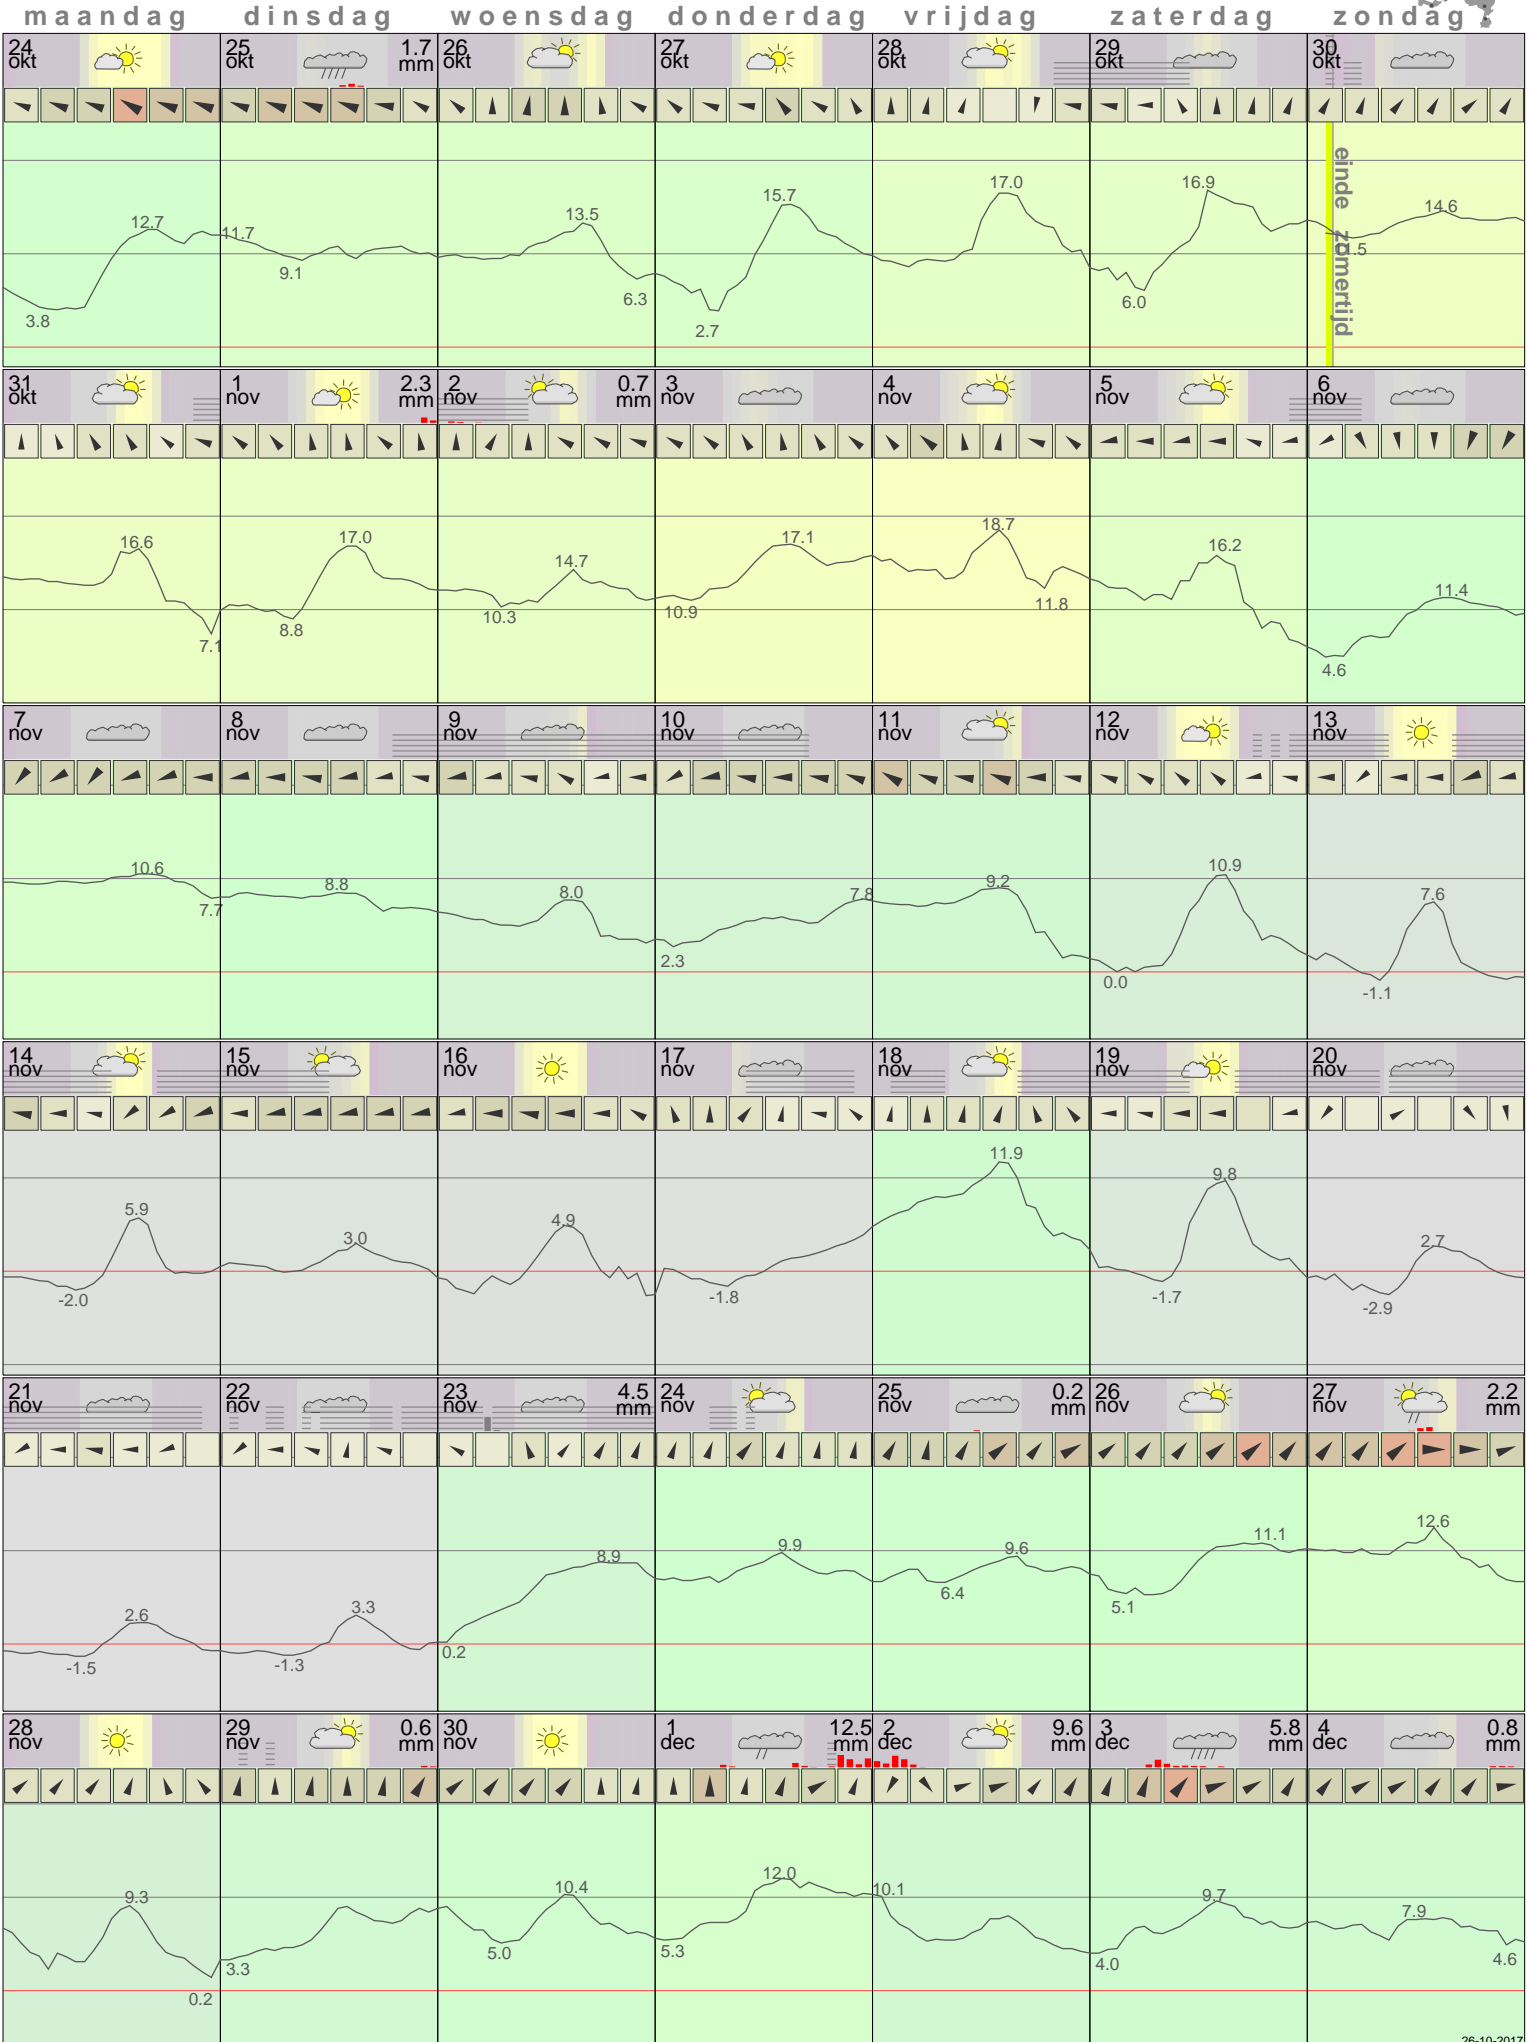 maandag dinsdag woensdag donderdag vrijdag zaterdag zondag
24 okt 25 okt 1.7 mm 26 okt 27 okt 28 okt 29 okt 30 okt
einde zomertijd
12.7 11.7 13.5 15.7 17.0 16.9 14.6
3.8 9.1 6.3 2.7 6.0
31 okt 1 nov 2.3 mm 2 nov 0.7 mm 3 nov 4 nov 5 nov 6 nov
16.6 17.0 14.7 17.1 18.7 16.2 11.4
7.1 8.8 10.3 10.9 11.8 4.6
7 nov 8 nov 9 nov 10 nov 11 nov 12 nov 13 nov
10.6 8.8 8.0 7.8 9.2 10.9 7.6
7.7 2.3 0.0 -1.1
14 nov 15 nov 16 nov 17 nov 18 nov 19 nov 20 nov
5.9 3.0 4.9 11.9 9.8 2.7
-2.0 -1.8 -1.7 -2.9
21 nov 22 nov 23 nov 4.5 mm 24 nov 25 nov 0.2 mm 26 nov 27 nov 2.2 mm
2.6 3.3 8.9 9.9 9.6 11.1 12.6
-1.5 -1.3 0.2 6.4 5.1
28 nov 29 nov 0.6 mm 30 nov 1 dec 12.5 mm 2 dec 9.6 mm 3 dec 5.8 mm 4 dec 0.8 mm
9.3 10.4 12.0 10.1 9.7 7.9
0.2 3.3 5.0 5.3 4.0 4.6
26-10-2017